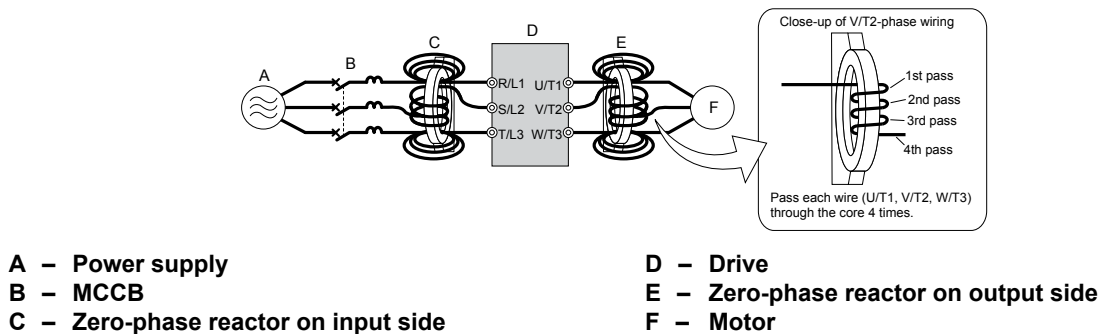 Close-up of V/T2-phase wiring
A
B
C
D
E
F
R/L1 U/T1
S/L2 V/T2
T/L3 W/T3
1st pass
2nd pass
3rd pass
4th pass
Pass each wire (U/T1, V/T2, W/T3)
through the core 4 times.
A – Power supply
B – MCCB
C – Zero-phase reactor on input side
D – Drive
E – Zero-phase reactor on output side
F – Motor